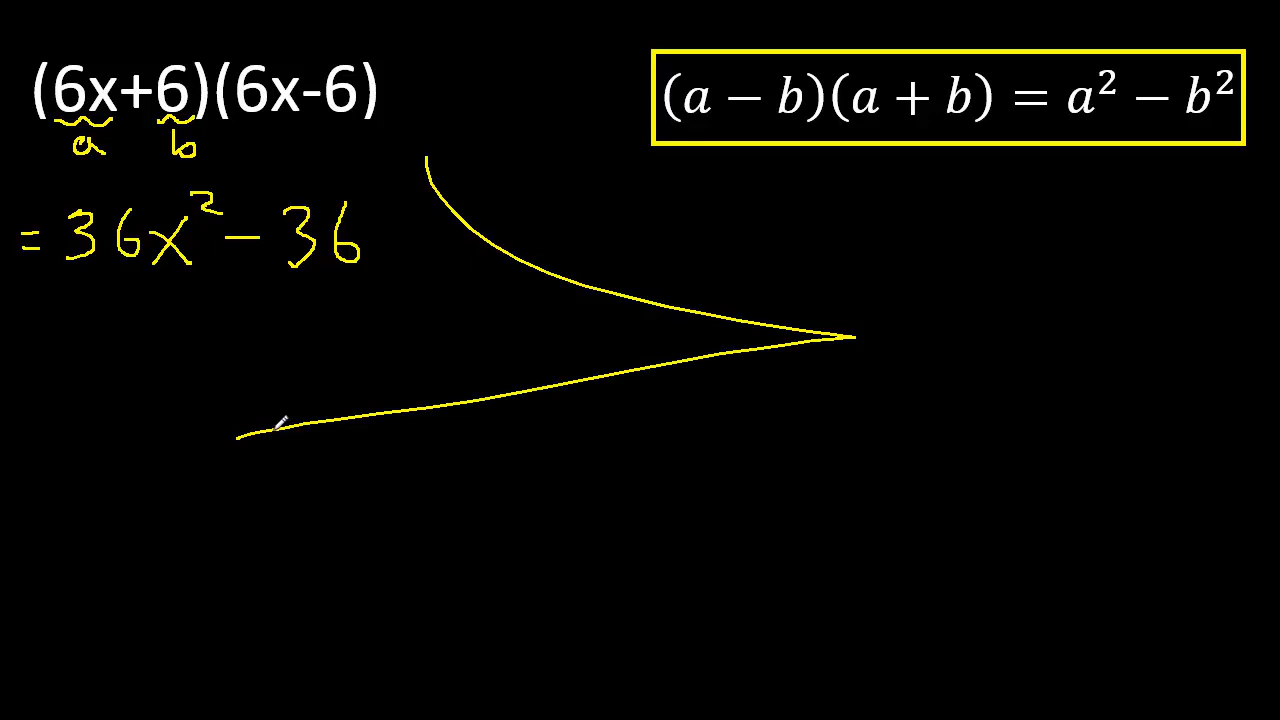 (6x+6)(6x-6)
a b
= 36x² - 36
(a − b)(a + b) = a² − b²